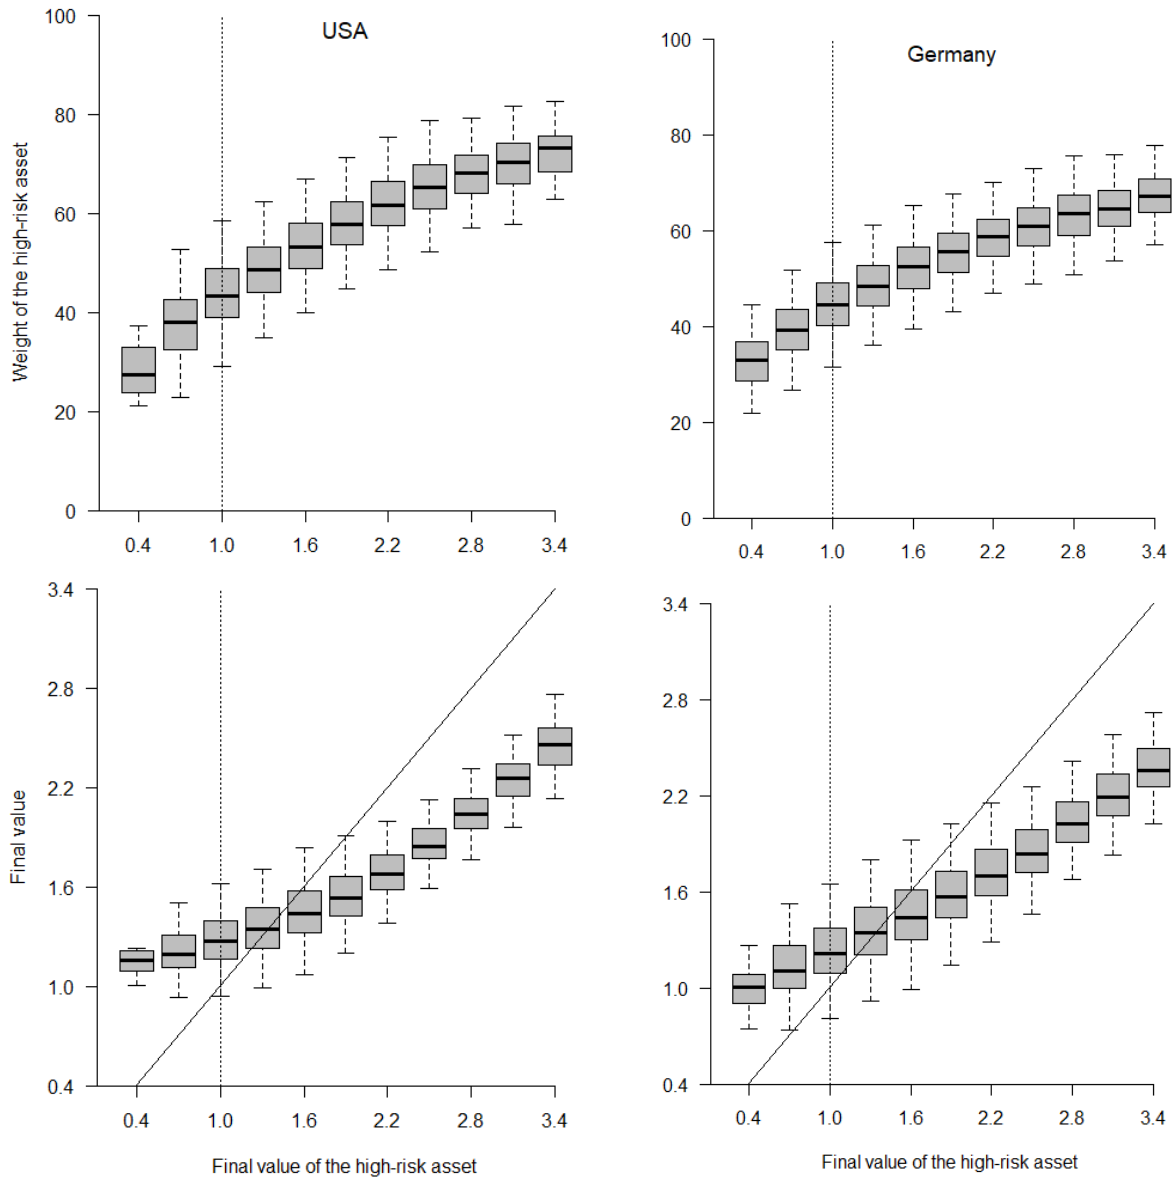 USA
Weight of the high-risk asset
100
80
60
40
20
0
0.4 1.0 1.6 2.2 2.8 3.4
Germany
100
80
60
40
20
0
0.4 1.0 1.6 2.2 2.8 3.4
Final value
3.4
2.8
2.2
1.6
1.0
0.4
0.4 1.0 1.6 2.2 2.8 3.4
Final value of the high-risk asset
3.4
2.8
2.2
1.6
1.0
0.4
0.4 1.0 1.6 2.2 2.8 3.4
Final value of the high-risk asset